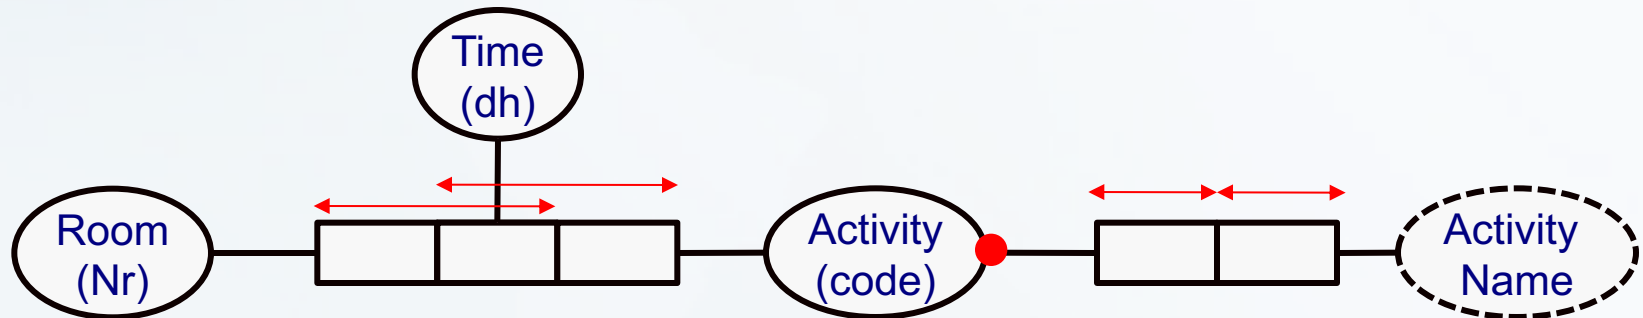 Time
(dh)
Room
(Nr)
Activity
(code)
Activity
Name